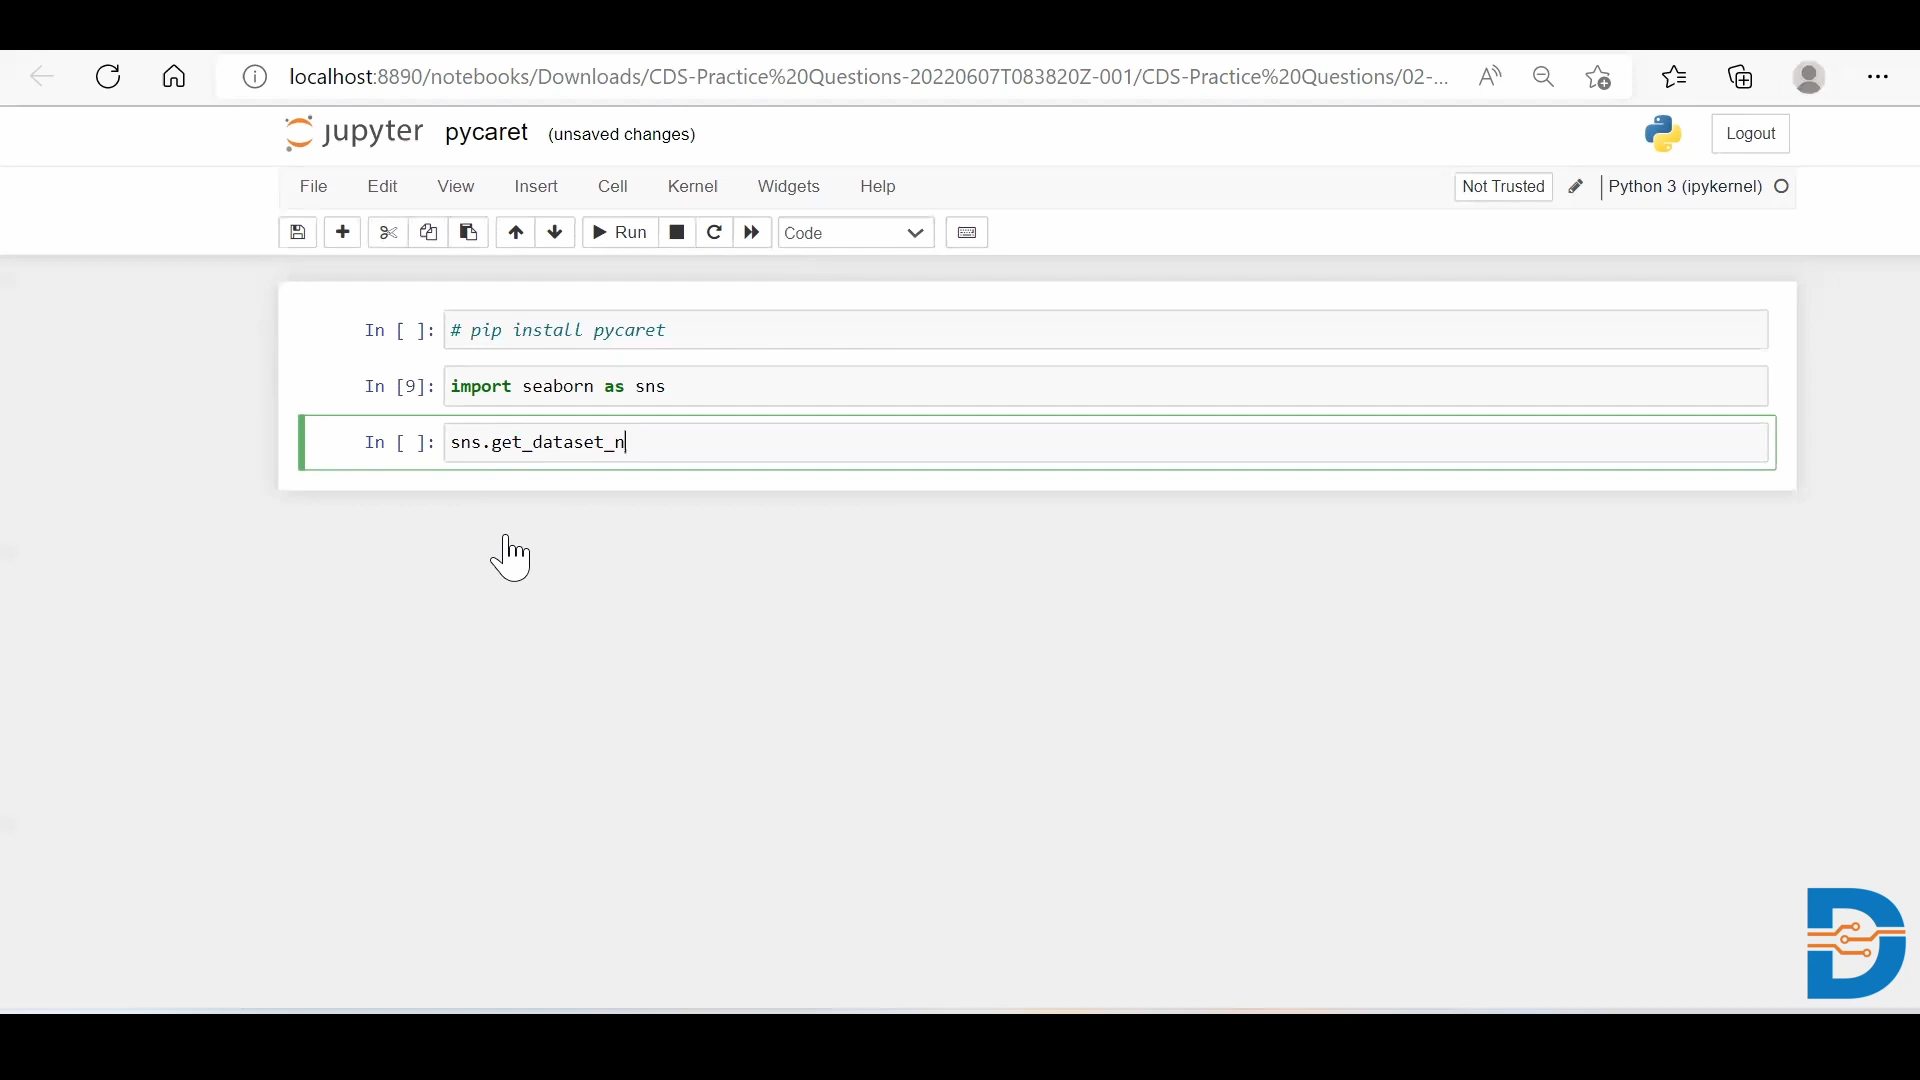 localhost:8890/notebooks/Downloads/CDS-Practice%20Questions-20220607T083820Z-001/CDS-Practice%20Questions/02-...
jupyter pycaret (unsaved changes) Logout
File Edit View Insert Cell Kernel Widgets Help Not Trusted Python 3 (ipykernel)
Run Code
In [ ]: # pip install pycaret
In [9]: import seaborn as sns
In [ ]: sns.get_dataset_n